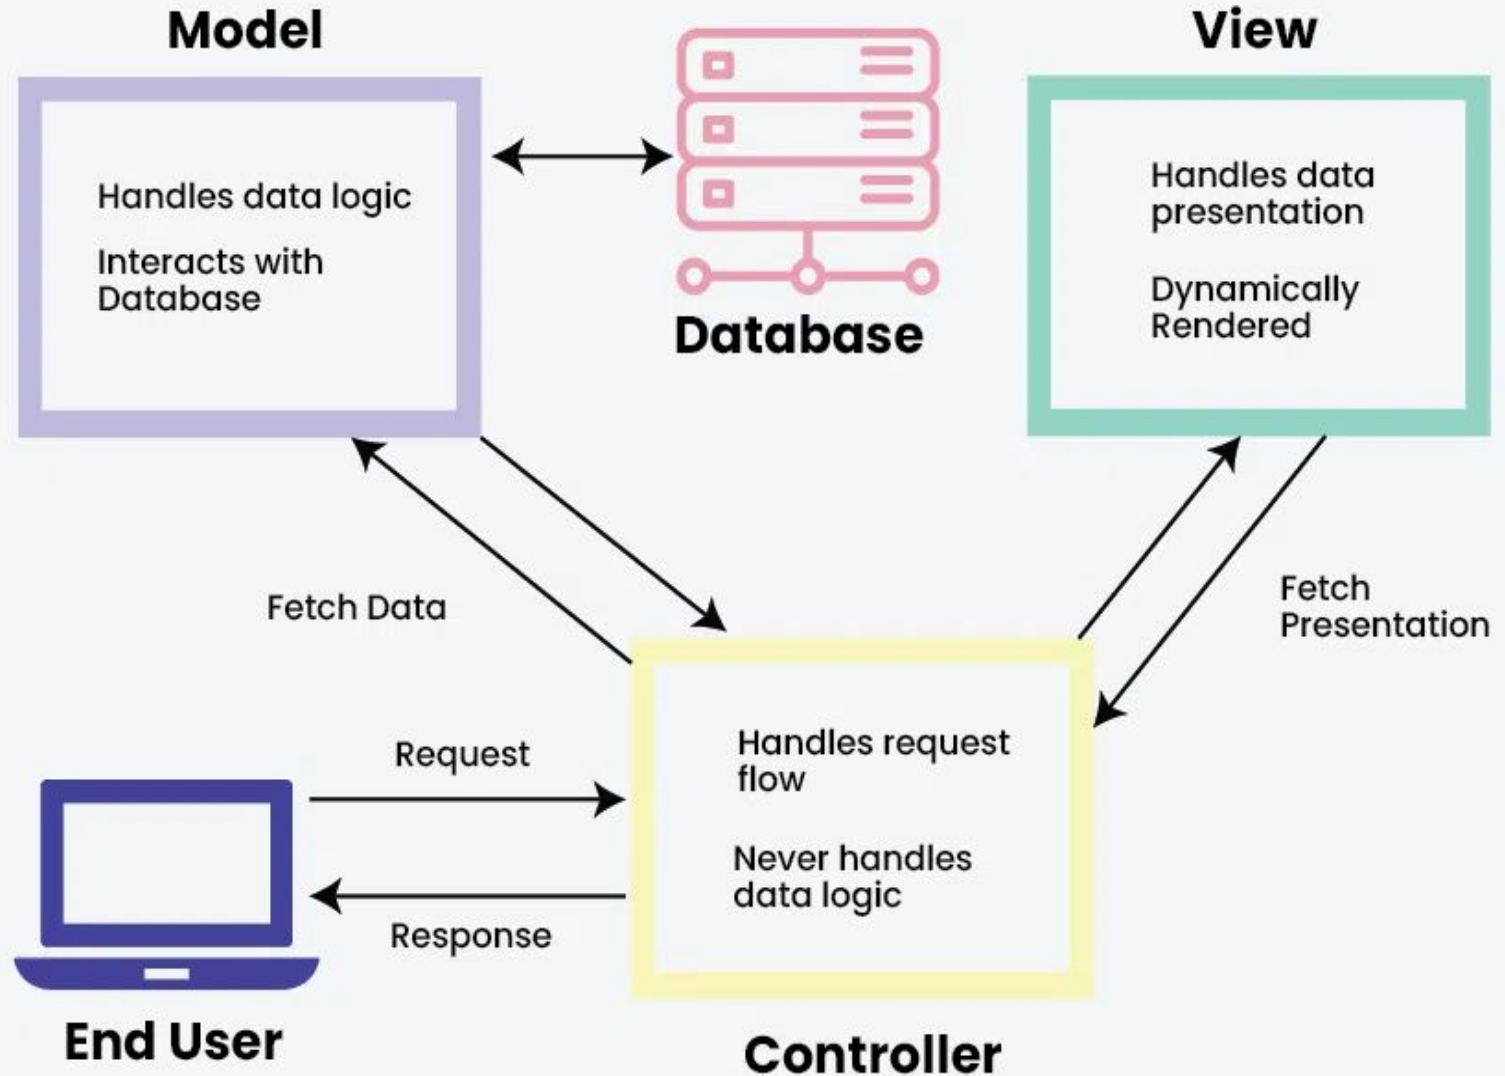 Model
View
Handles data logic
Interacts with
Database
Database
Handles data
presentation
Dynamically
Rendered
Fetch Data
Fetch
Presentation
Request
Response
Handles request
flow
Never handles
data logic
End User
Controller